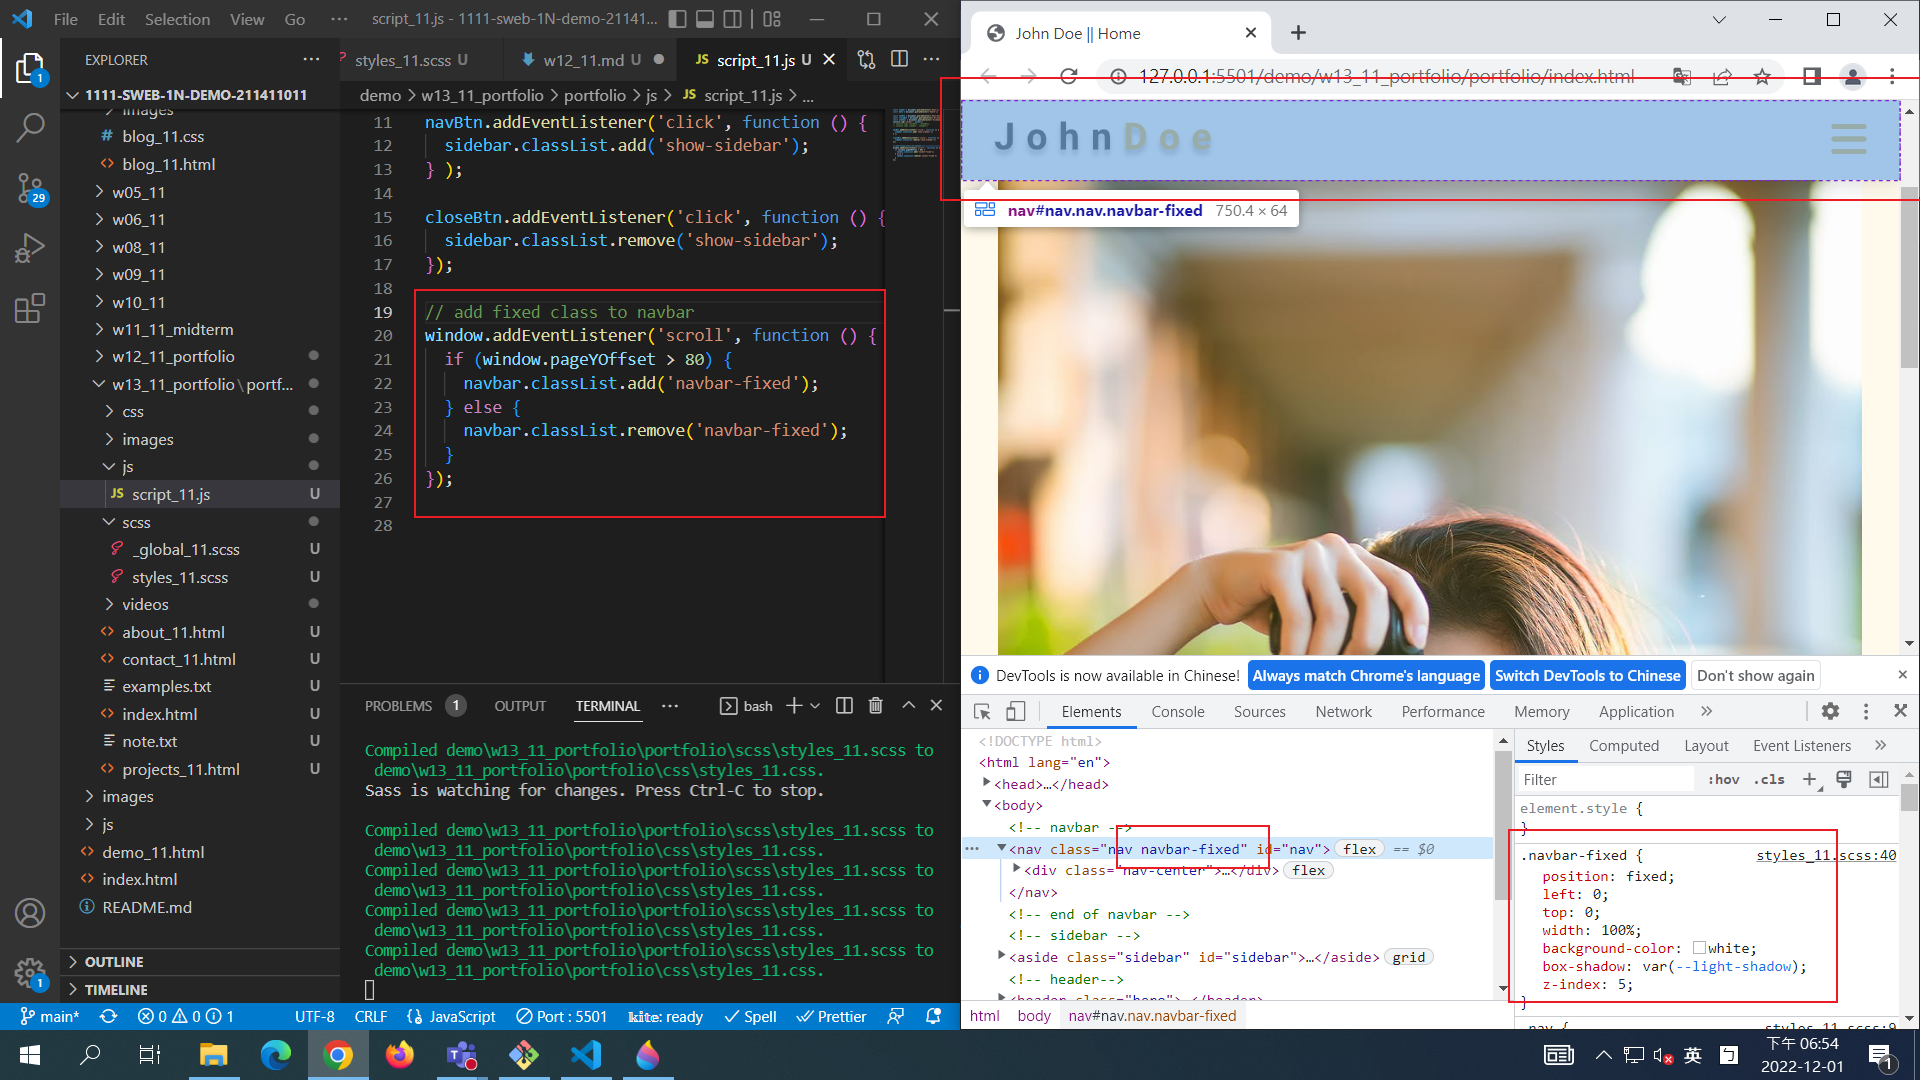 File Edit Selection View Go ··· script_11.js - 1111-sweb-1N-demo-21141...
EXPLORER ···
1111-SWEB-1N-DEMO-211411011
images
# blog_11.css
<> blog_11.html
w05_11
w06_11
w08_11
w09_11
w10_11
w11_11_midterm
w12_11_portfolio
w13_11_portfolio\portf...
css
images
js
JS script_11.js U
scss
_global_11.scss U
styles_11.scss U
videos
<> about_11.html U
<> contact_11.html U
examples.txt U
<> index.html U
note.txt U
<> projects_11.html U
images
js
<> demo_11.html
<> index.html
README.md
OUTLINE
TIMELINE
1
29
1
styles_11.scss U w12_11.md U JS script_11.js U
demo > w13_11_portfolio > portfolio > js > JS script_11.js > ...
11 navBtn.addEventListener('click', function () {
12 sidebar.classList.add('show-sidebar');
13 } );
14
15 closeBtn.addEventListener('click', function () {
16 sidebar.classList.remove('show-sidebar');
17 });
18
19 // add fixed class to navbar
20 window.addEventListener('scroll', function () {
21 if (window.pageYOffset > 80) {
22 navbar.classList.add('navbar-fixed');
23 } else {
24 navbar.classList.remove('navbar-fixed');
25 }
26 });
27
28
PROBLEMS 1 OUTPUT TERMINAL ··· bash
Compiled demo\w13_11_portfolio\portfolio\scss\styles_11.scss to
demo\w13_11_portfolio\portfolio\css\styles_11.css.
Sass is watching for changes. Press Ctrl-C to stop.
Compiled demo\w13_11_portfolio\portfolio\scss\styles_11.scss to
demo\w13_11_portfolio\portfolio\css\styles_11.css.
Compiled demo\w13_11_portfolio\portfolio\scss\styles_11.scss to
demo\w13_11_portfolio\portfolio\css\styles_11.css.
Compiled demo\w13_11_portfolio\portfolio\scss\styles_11.scss to
demo\w13_11_portfolio\portfolio\css\styles_11.css.
Compiled demo\w13_11_portfolio\portfolio\scss\styles_11.scss to
demo\w13_11_portfolio\portfolio\css\styles_11.css.
main* 0 0 1 UTF-8 CRLF {} JavaScript Port : 5501 kite: ready Spell Prettier
John Doe || Home
127.0.0.1:5501/demo/w13_11_portfolio/portfolio/index.html
JohnDoe
nav#nav.nav.navbar-fixed 750.4 × 64
DevTools is now available in Chinese! Always match Chrome's language Switch DevTools to Chinese Don't show again
Elements Console Sources Network Performance Memory Application »
<!DOCTYPE html>
<html lang="en">
<head>…</head>
<body>
<!-- navbar -->
··· <nav class="nav navbar-fixed" id="nav"> flex == $0
<div class="nav-center">…</div> flex
</nav>
<!-- end of navbar -->
<!-- sidebar -->
<aside class="sidebar" id="sidebar">…</aside> grid
<!-- header-->
<header class="hero">…</header>
html body nav#nav.nav.navbar-fixed
Styles Computed Layout Event Listeners »
Filter :hov .cls +
element.style {
}
.navbar-fixed { styles_11.scss:40
position: fixed;
left: 0;
top: 0;
width: 100%;
background-color: white;
box-shadow: var(--light-shadow);
z-index: 5;
}
.nav { styles_11.scss:9
英 ㄅ
下午 06:54
2022-12-01
1